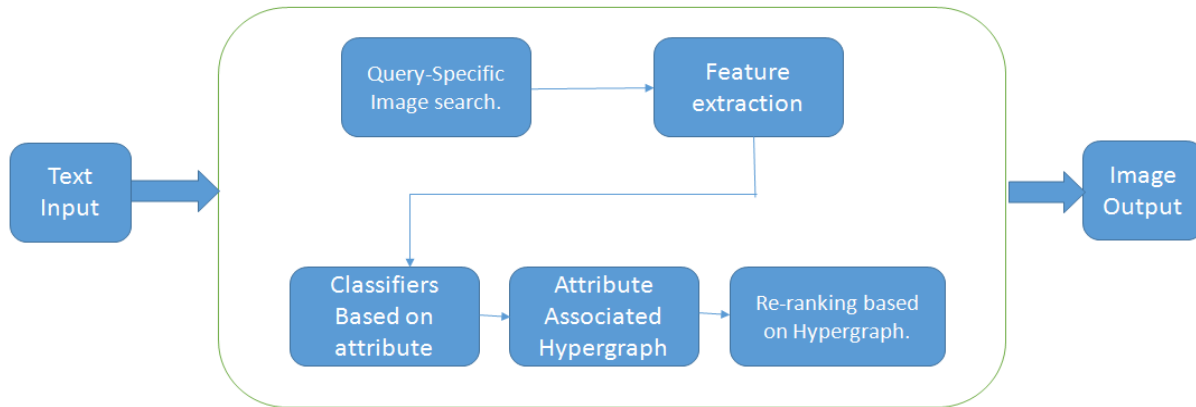 Text
Input
Query-Specific
Image search.
Feature
extraction
Classifiers
Based on
attribute
Attribute
Associated
Hypergraph
Re-ranking based
on Hypergraph.
Image
Output